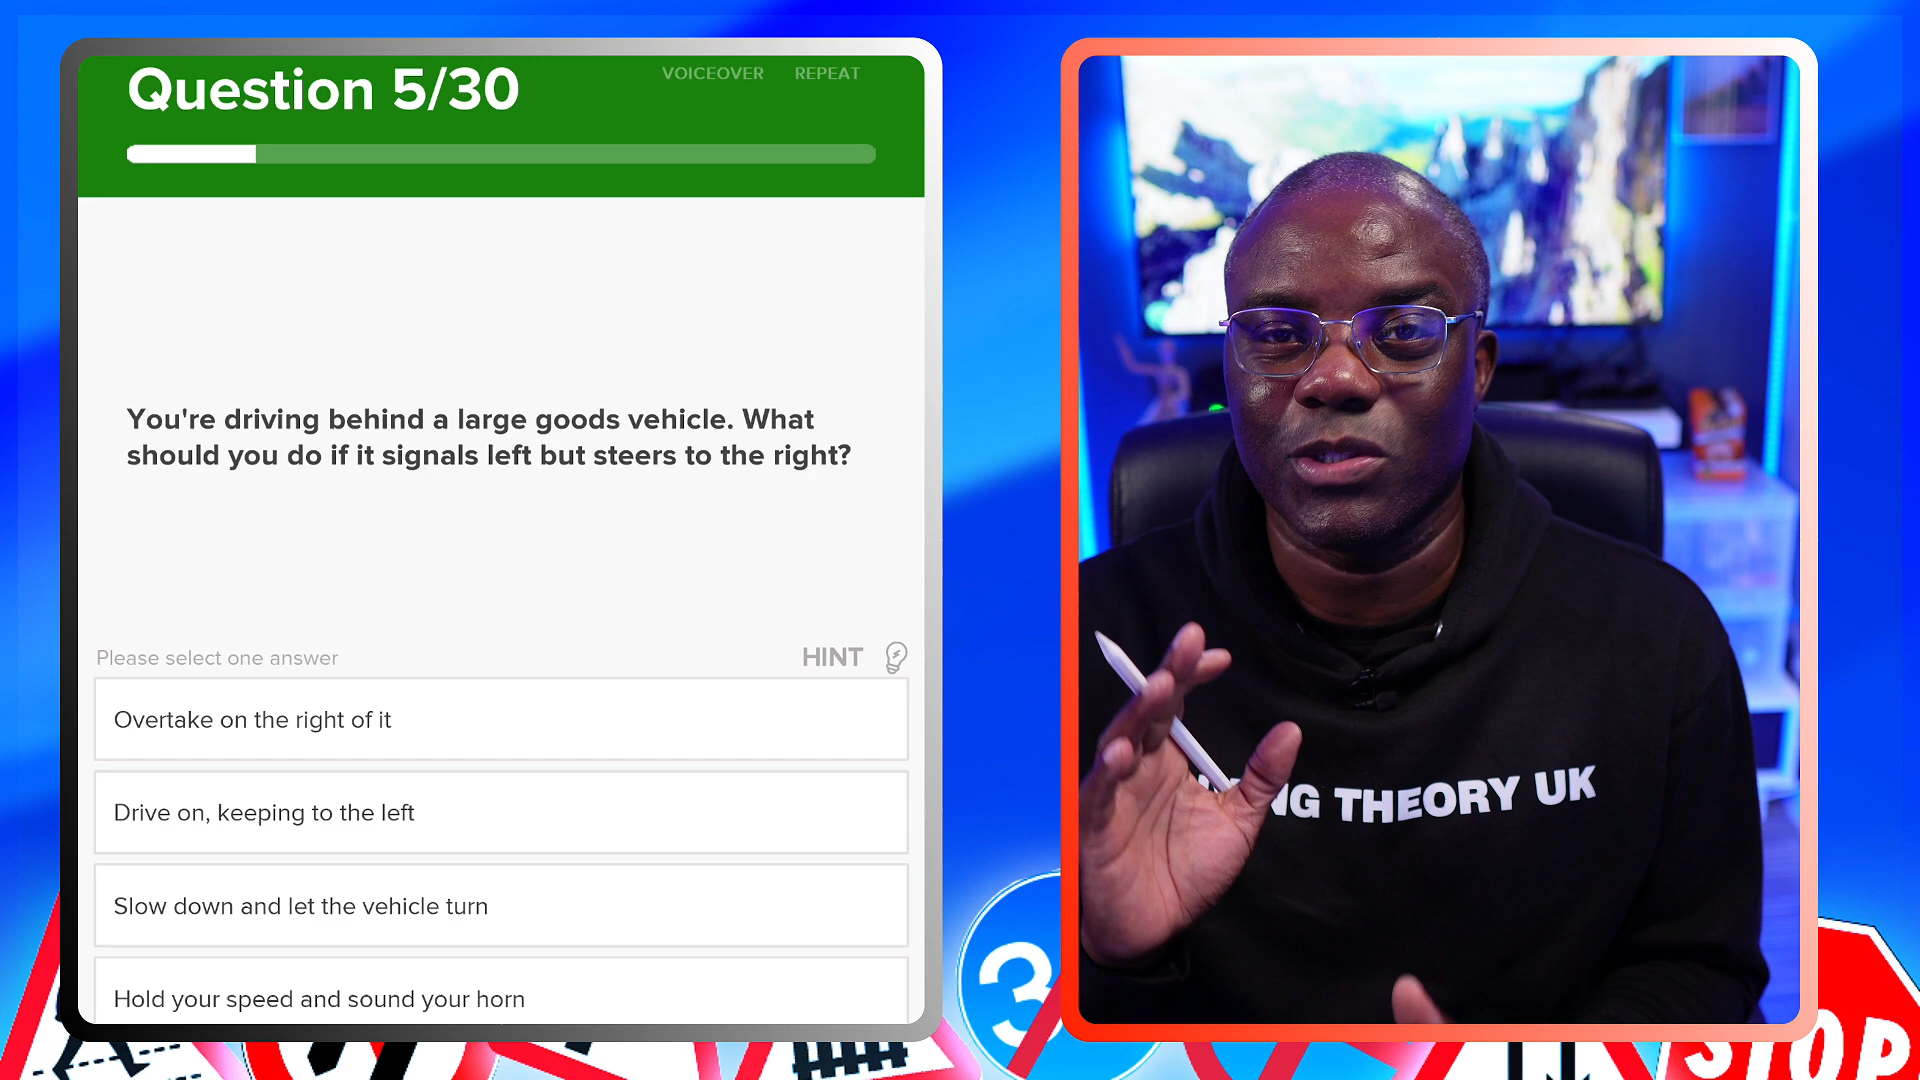 Question 5/30
VOICEOVER REPEAT
You're driving behind a large goods vehicle. What
should you do if it signals left but steers to the right?
Please select one answer
HINT
Overtake on the right of it
Drive on, keeping to the left
Slow down and let the vehicle turn
Hold your speed and sound your horn
NG THEORY UK
3
STOP